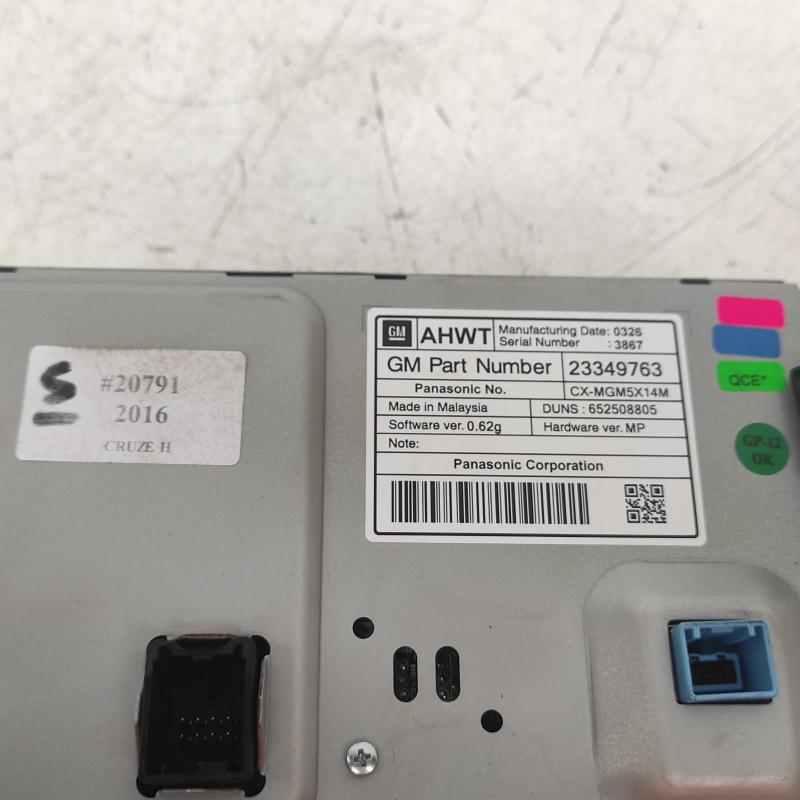 S
#20791
2016
CRUZE H
GM
AHWT
Manufacturing Date: 0326
Serial Number : 3867
GM Part Number 23349763
Panasonic No. CX-MGM5X14M
Made in Malaysia DUNS : 652508805
Software ver. 0.62g Hardware ver. MP
Note:
Panasonic Corporation
QCE*
GP-12
OK